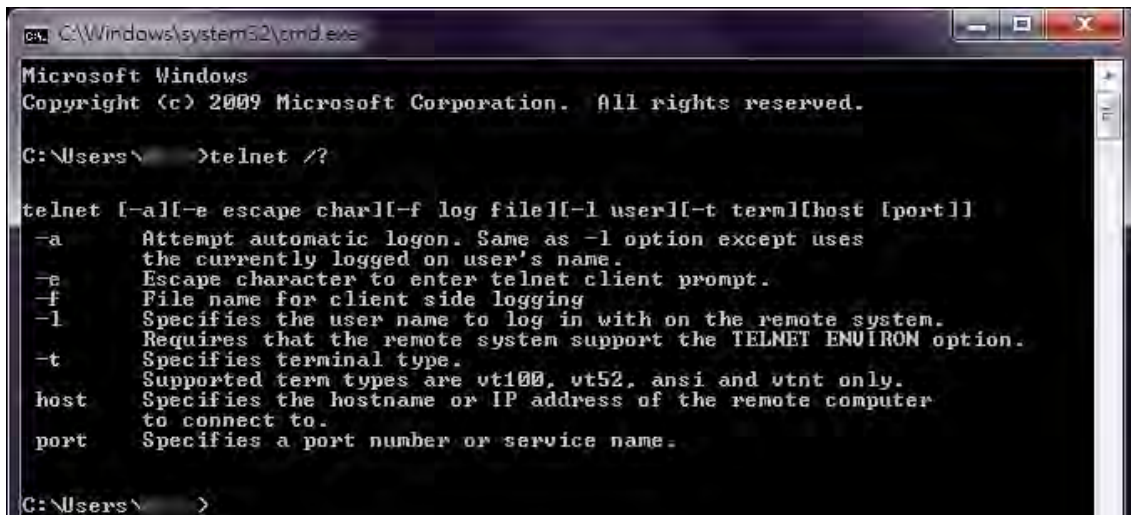 C:\Windows\system32\cmd.exe
Microsoft Windows
Copyright (c) 2009 Microsoft Corporation.  All rights reserved.
C:\Users\     >telnet /?
telnet [-a][-e escape char][-f log file][-l user][-t term][host [port]]
-a      Attempt automatic logon. Same as -l option except uses
the currently logged on user's name.
-e      Escape character to enter telnet client prompt.
-f      File name for client side logging
-l      Specifies the user name to log in with on the remote system.
Requires that the remote system support the TELNET ENVIRON option.
-t      Specifies terminal type.
Supported term types are vt100, vt52, ansi and vtnt only.
host    Specifies the hostname or IP address of the remote computer
to connect to.
port    Specifies a port number or service name.
C:\Users\     >